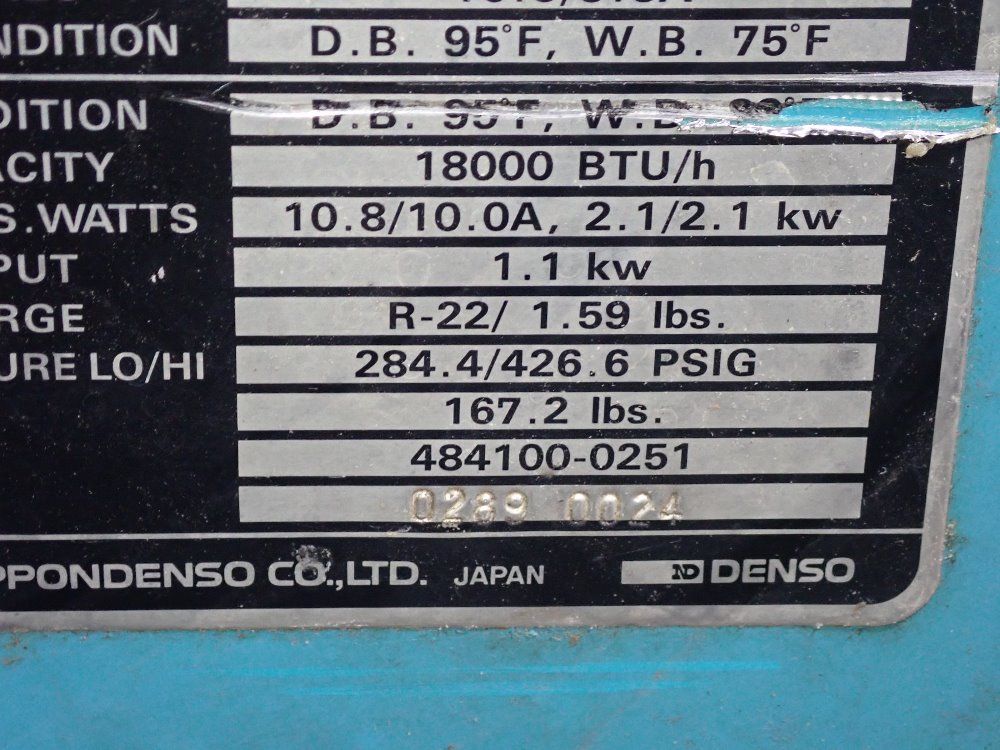 NDITION D.B. 95°F, W.B. 75°F
DITION D.B. 95°F, W.B.
ACITY 18000 BTU/h
S.WATTS 10.8/10.0A, 2.1/2.1 kw
PUT 1.1 kw
RGE R-22/ 1.59 lbs.
URE LO/HI 284.4/426.6 PSIG
167.2 lbs.
484100-0251
0289 0024
PPONDENSO CO.,LTD. JAPAN ND DENSO